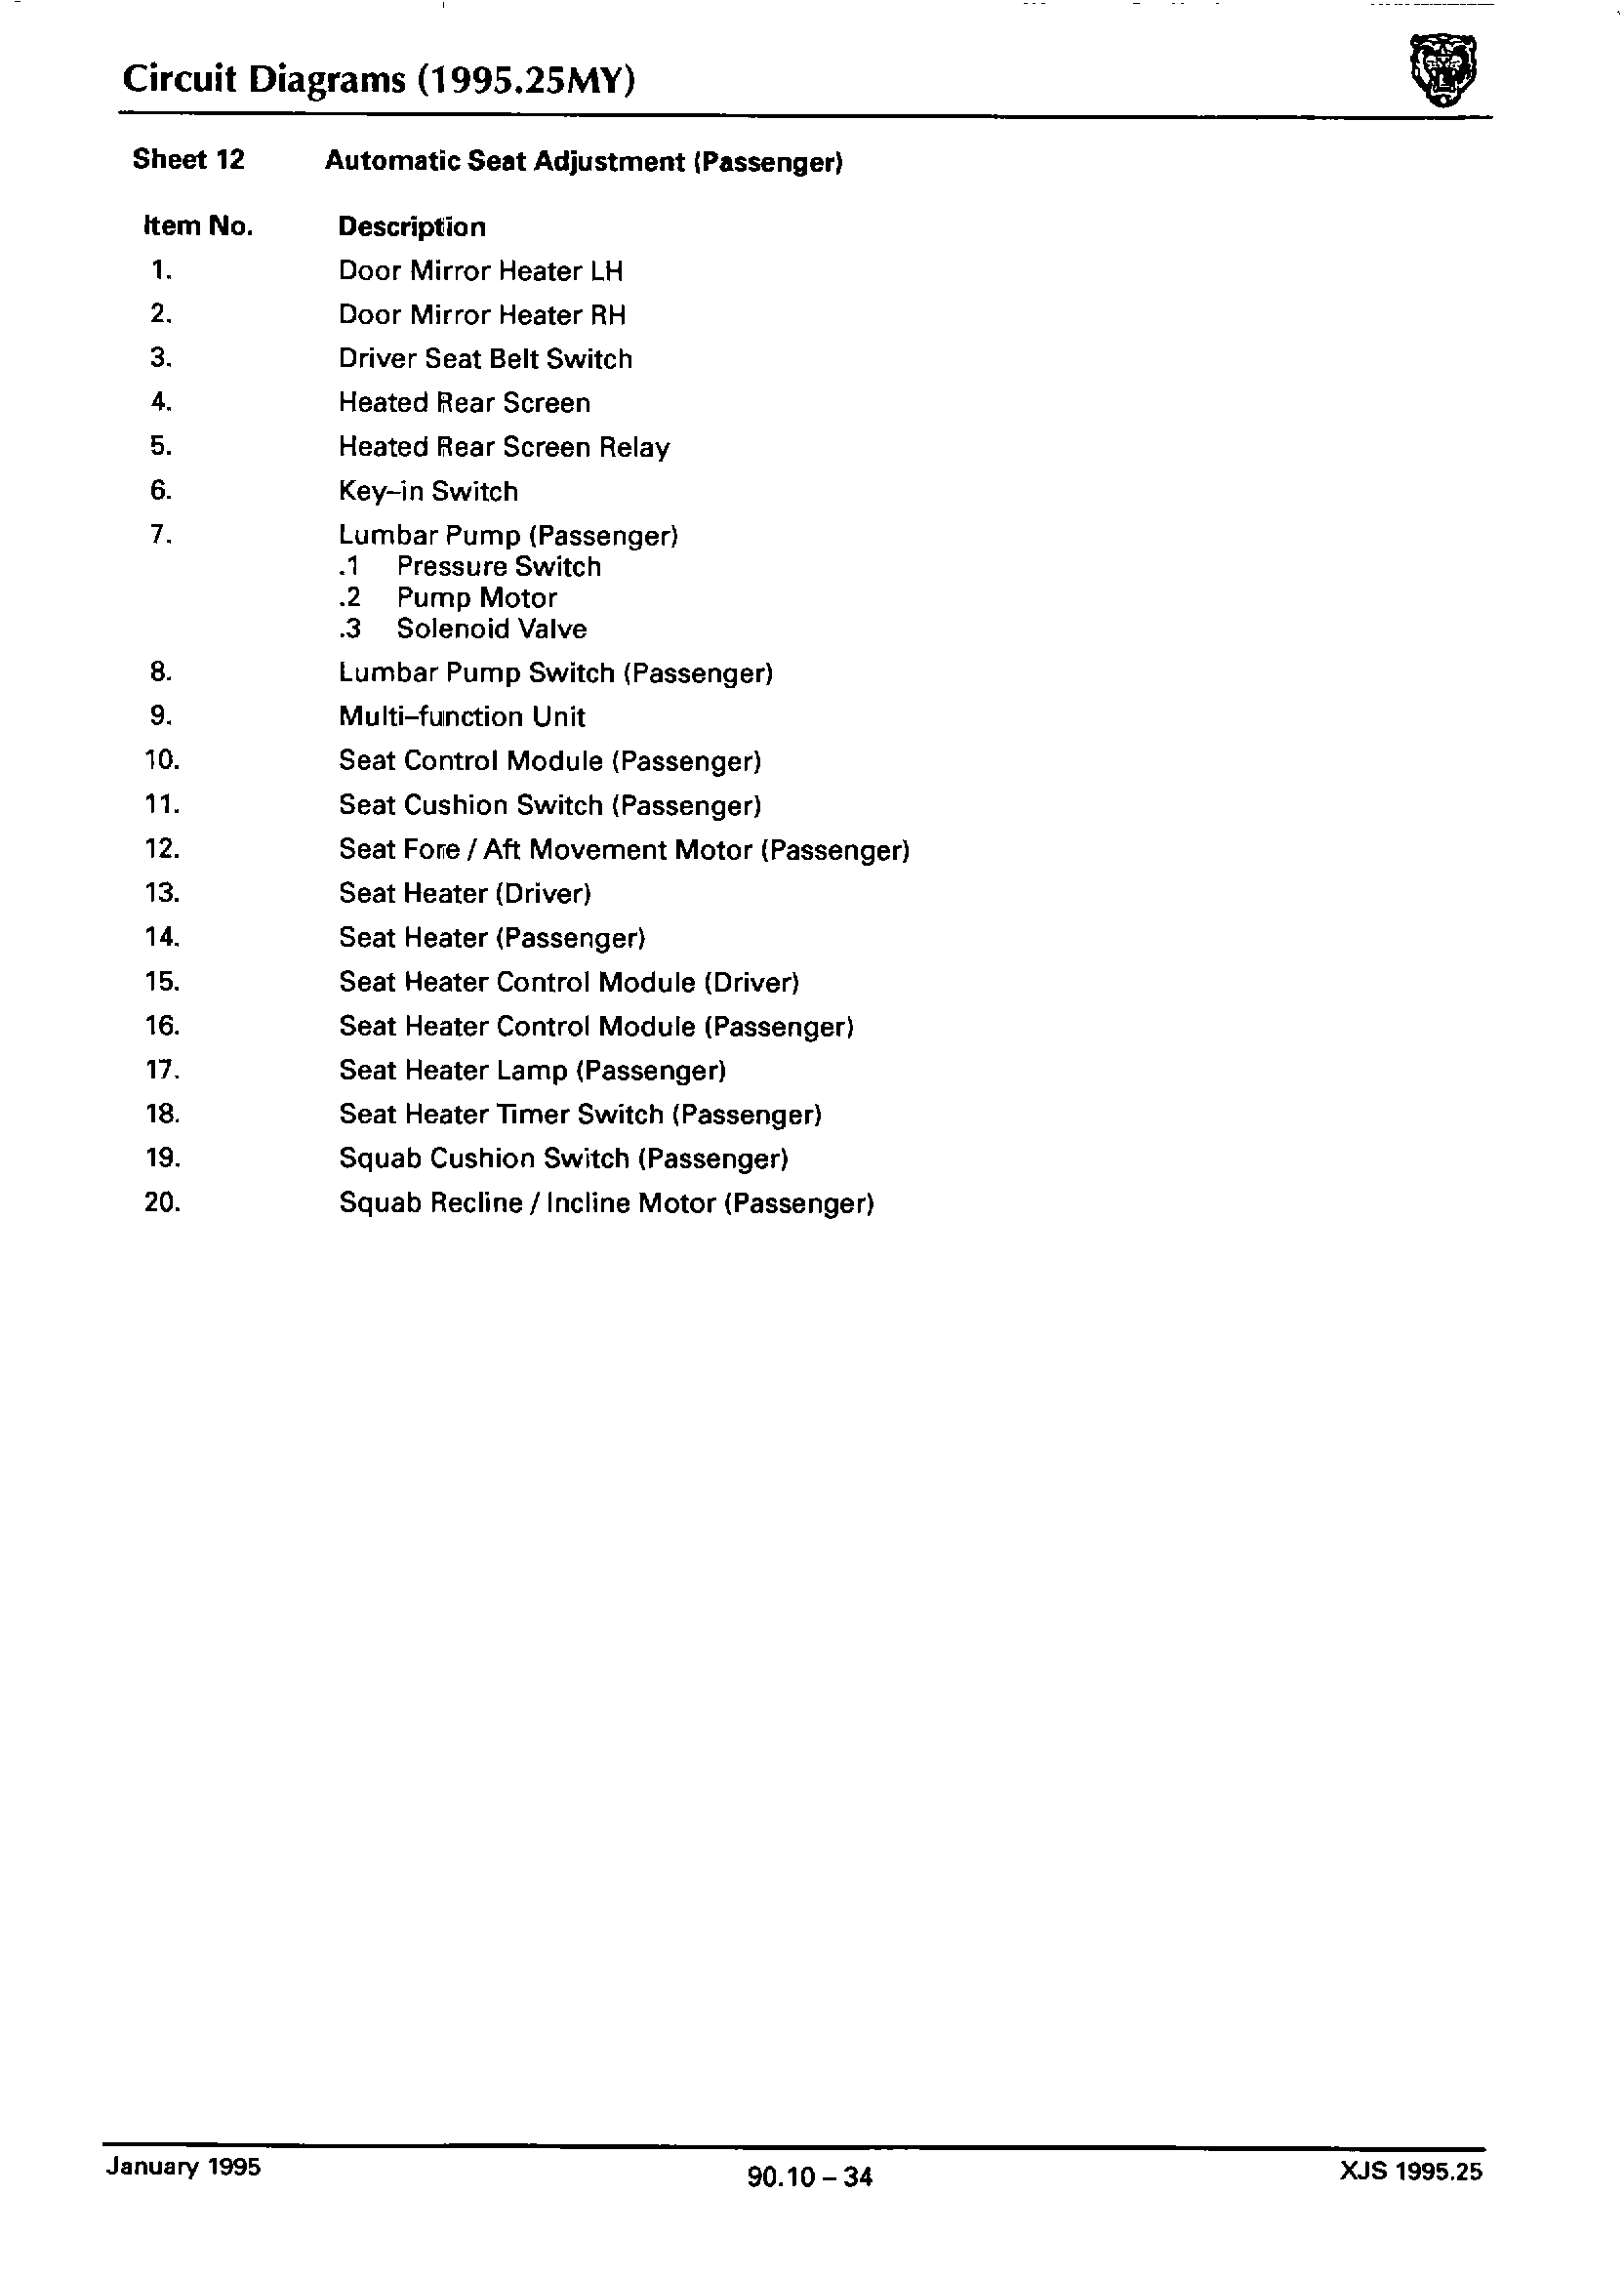 Circuit Diagrams (1995.25MY)
Sheet 12 Automatic Seat Adjustment (Passenger)
Item No. Description
1. Door Mirror Heater LH
2. Door Mirror Heater RH
3. Driver Seat Belt Switch
4. Heated Rear Screen
5. Heated Rear Screen Relay
6. Key–in Switch
7. Lumbar Pump (Passenger)
.1 Pressure Switch
.2 Pump Motor
.3 Solenoid Valve
8. Lumbar Pump Switch (Passenger)
9. Multi–function Unit
10. Seat Control Module (Passenger)
11. Seat Cushion Switch (Passenger)
12. Seat Fore / Aft Movement Motor (Passenger)
13. Seat Heater (Driver)
14. Seat Heater (Passenger)
15. Seat Heater Control Module (Driver)
16. Seat Heater Control Module (Passenger)
17. Seat Heater Lamp (Passenger)
18. Seat Heater Timer Switch (Passenger)
19. Squab Cushion Switch (Passenger)
20. Squab Recline / Incline Motor (Passenger)
January 1995 90.10 – 34 XJS 1995.25